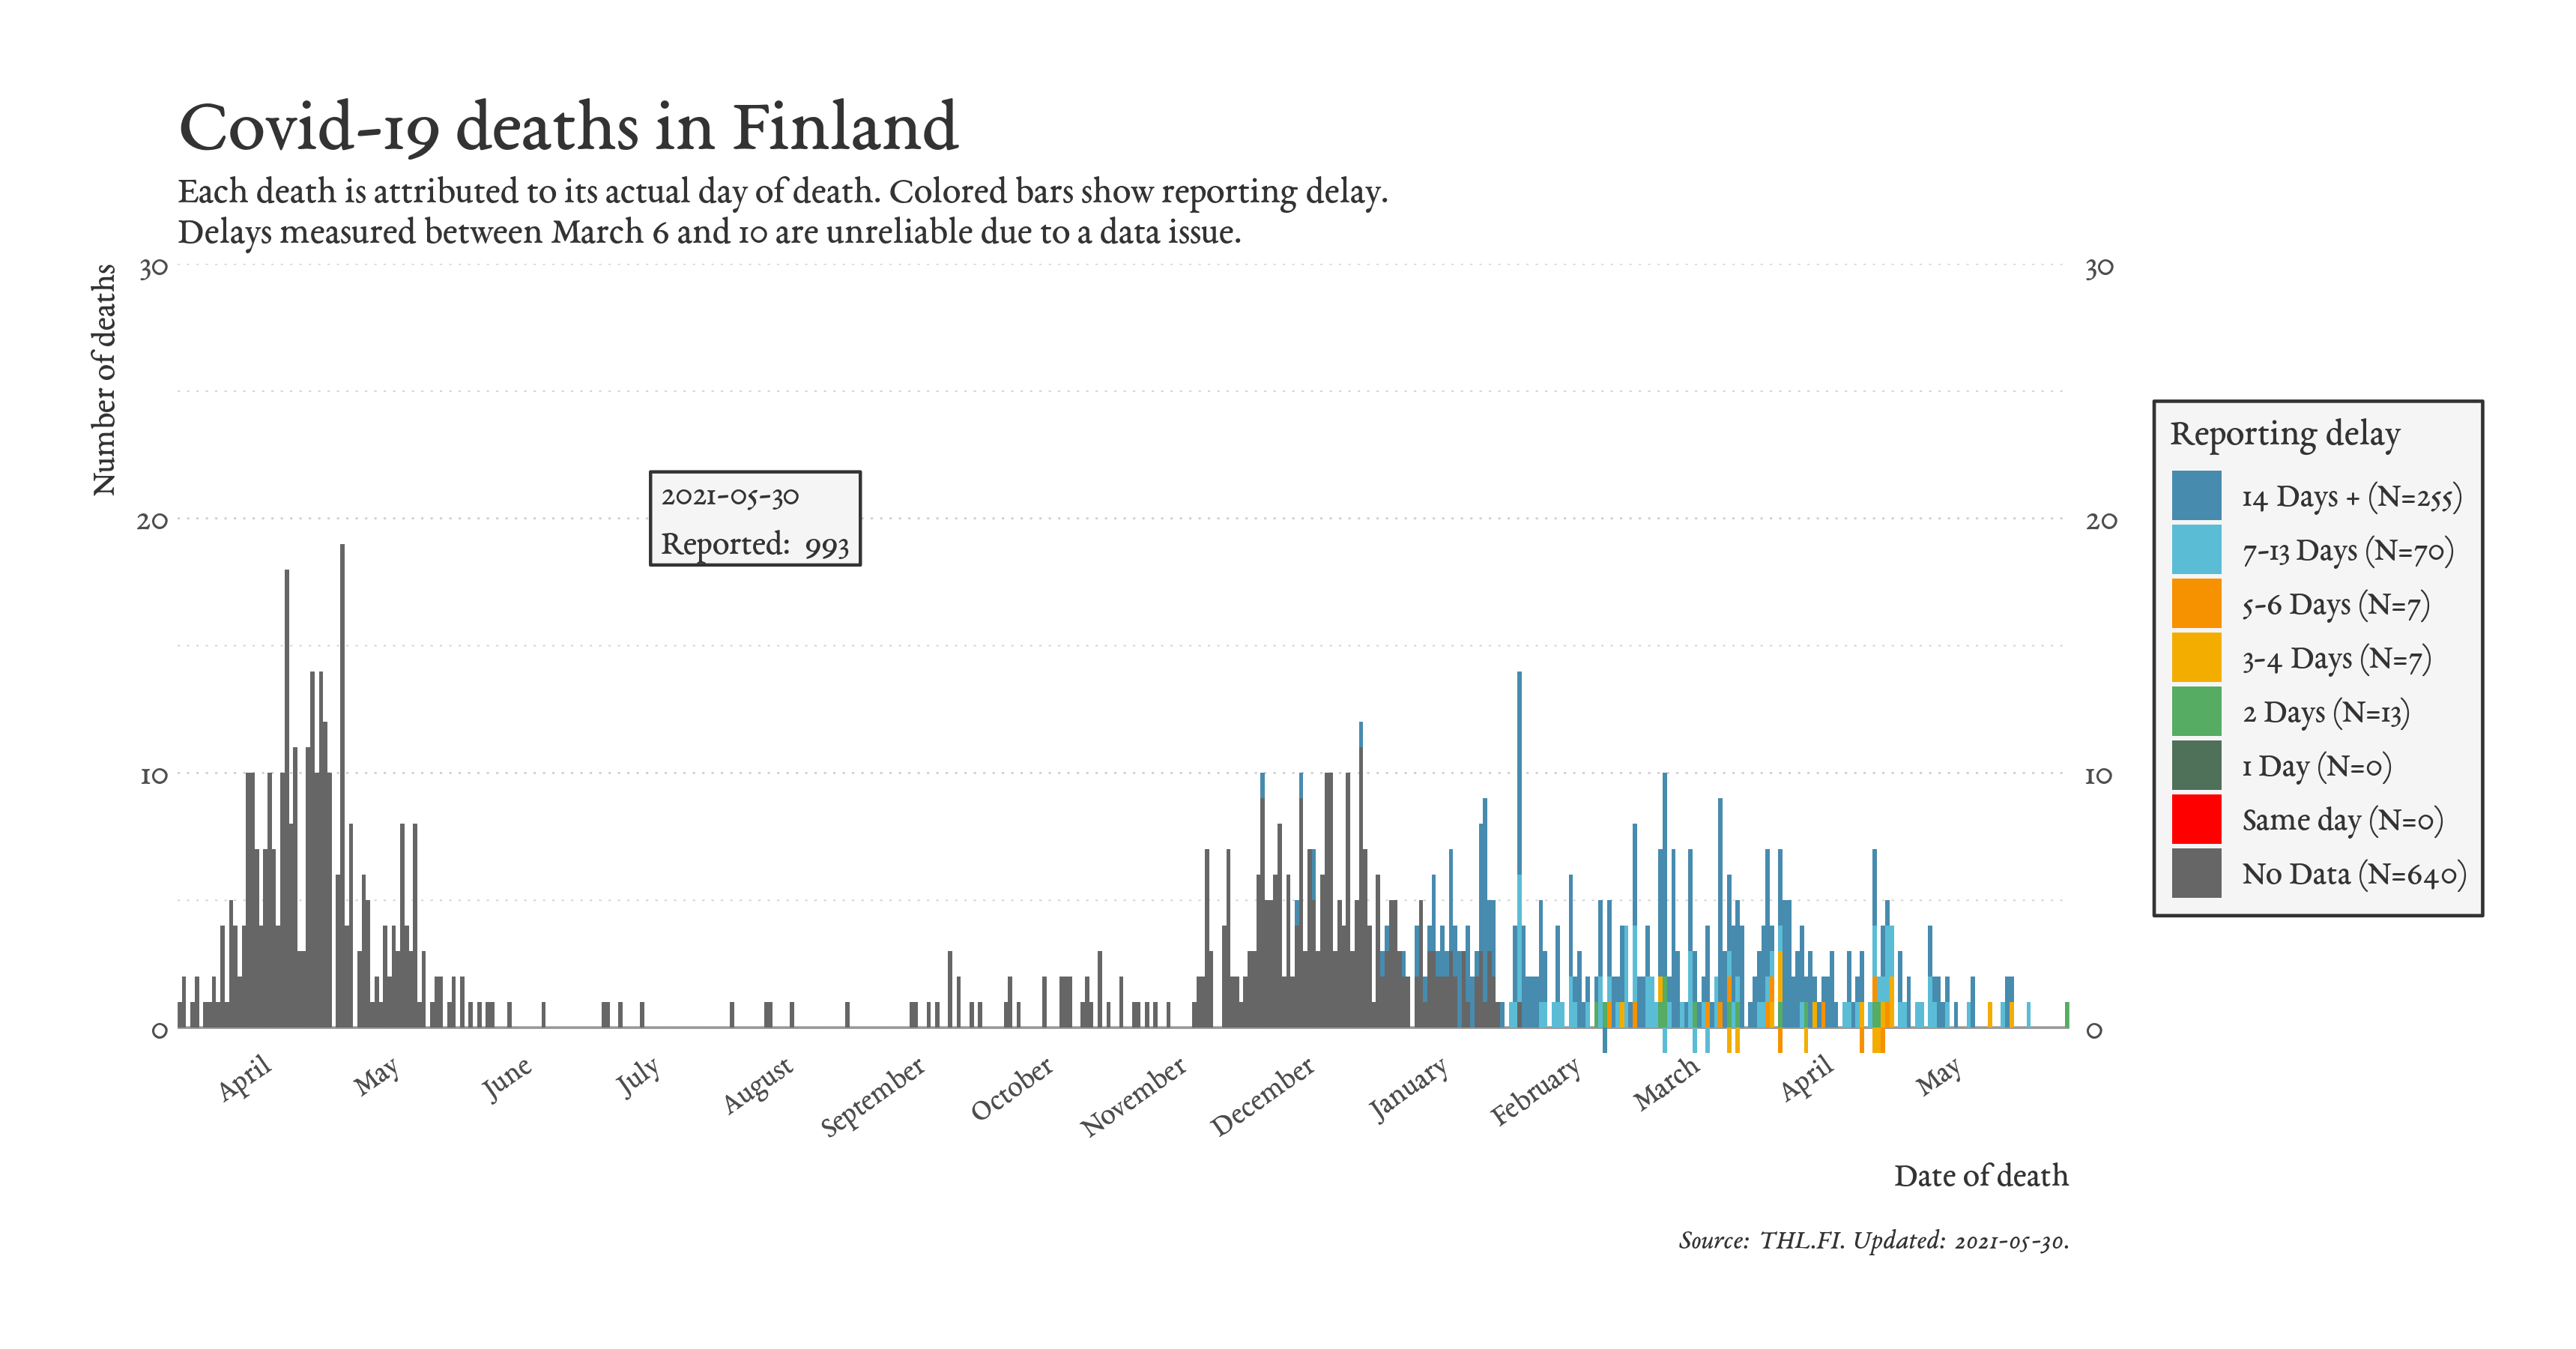 Covid-19 deaths in Finland
Each death is attributed to its actual day of death. Colored bars show reporting delay.
Delays measured between March 6 and 10 are unreliable due to a data issue.
Number of deaths
30
20
10
0
30
20
10
0
2021-05-30
Reported: 993
April
May
June
July
August
September
October
November
December
January
February
March
April
May
Date of death
Reporting delay
14 Days + (N=255)
7-13 Days (N=70)
5-6 Days (N=7)
3-4 Days (N=7)
2 Days (N=13)
1 Day (N=0)
Same day (N=0)
No Data (N=640)
Source: THL.FI. Updated: 2021-05-30.